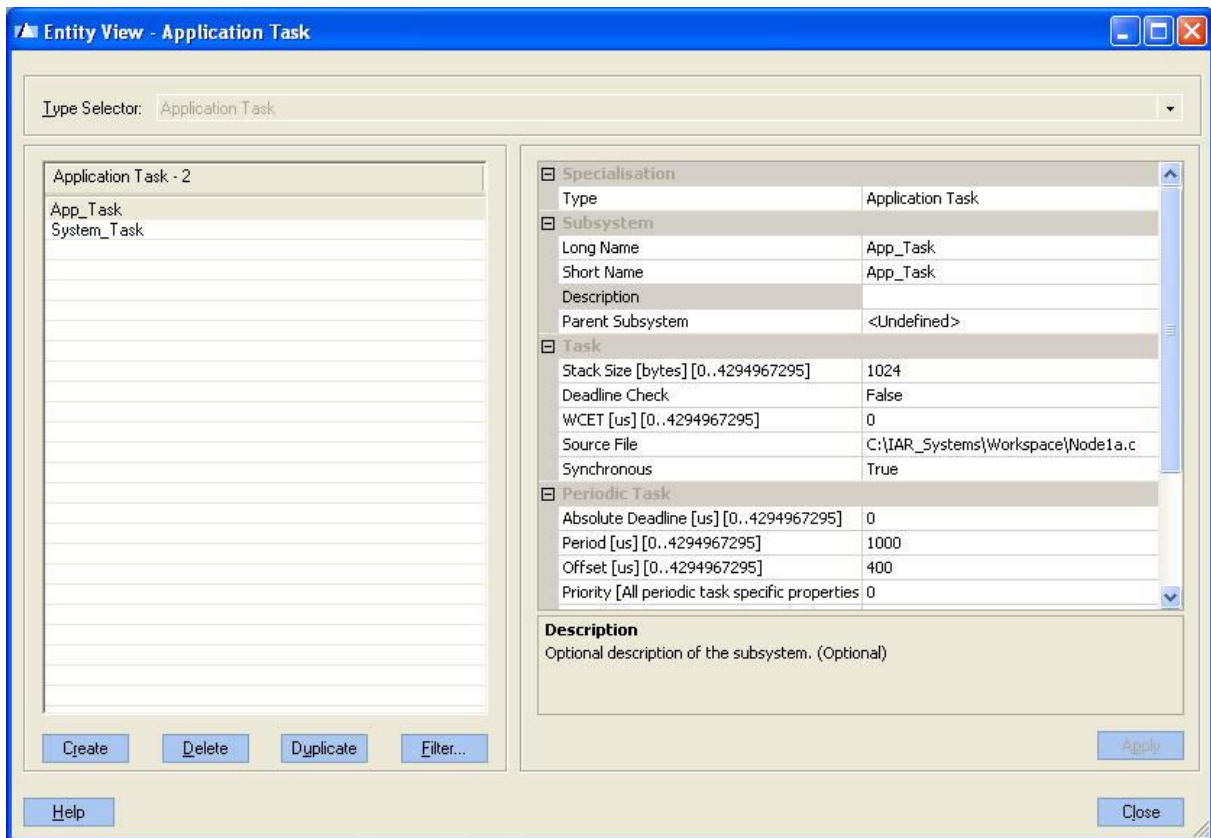 Entity View - Application Task
Type Selector: Application Task
Application Task - 2
App_Task
System_Task
Create Delete Duplicate Filter...
Specialisation
Type Application Task
Subsystem
Long Name App_Task
Short Name App_Task
Description
Parent Subsystem <Undefined>
Task
Stack Size [bytes] [0..4294967295] 1024
Deadline Check False
WCET [us] [0..4294967295] 0
Source File C:\IAR_Systems\Workspace\Node1a.c
Synchronous True
Periodic Task
Absolute Deadline [us] [0..4294967295] 0
Period [us] [0..4294967295] 1000
Offset [us] [0..4294967295] 400
Priority [All periodic task specific properties 0
Description
Optional description of the subsystem. (Optional)
Apply
Help
Close